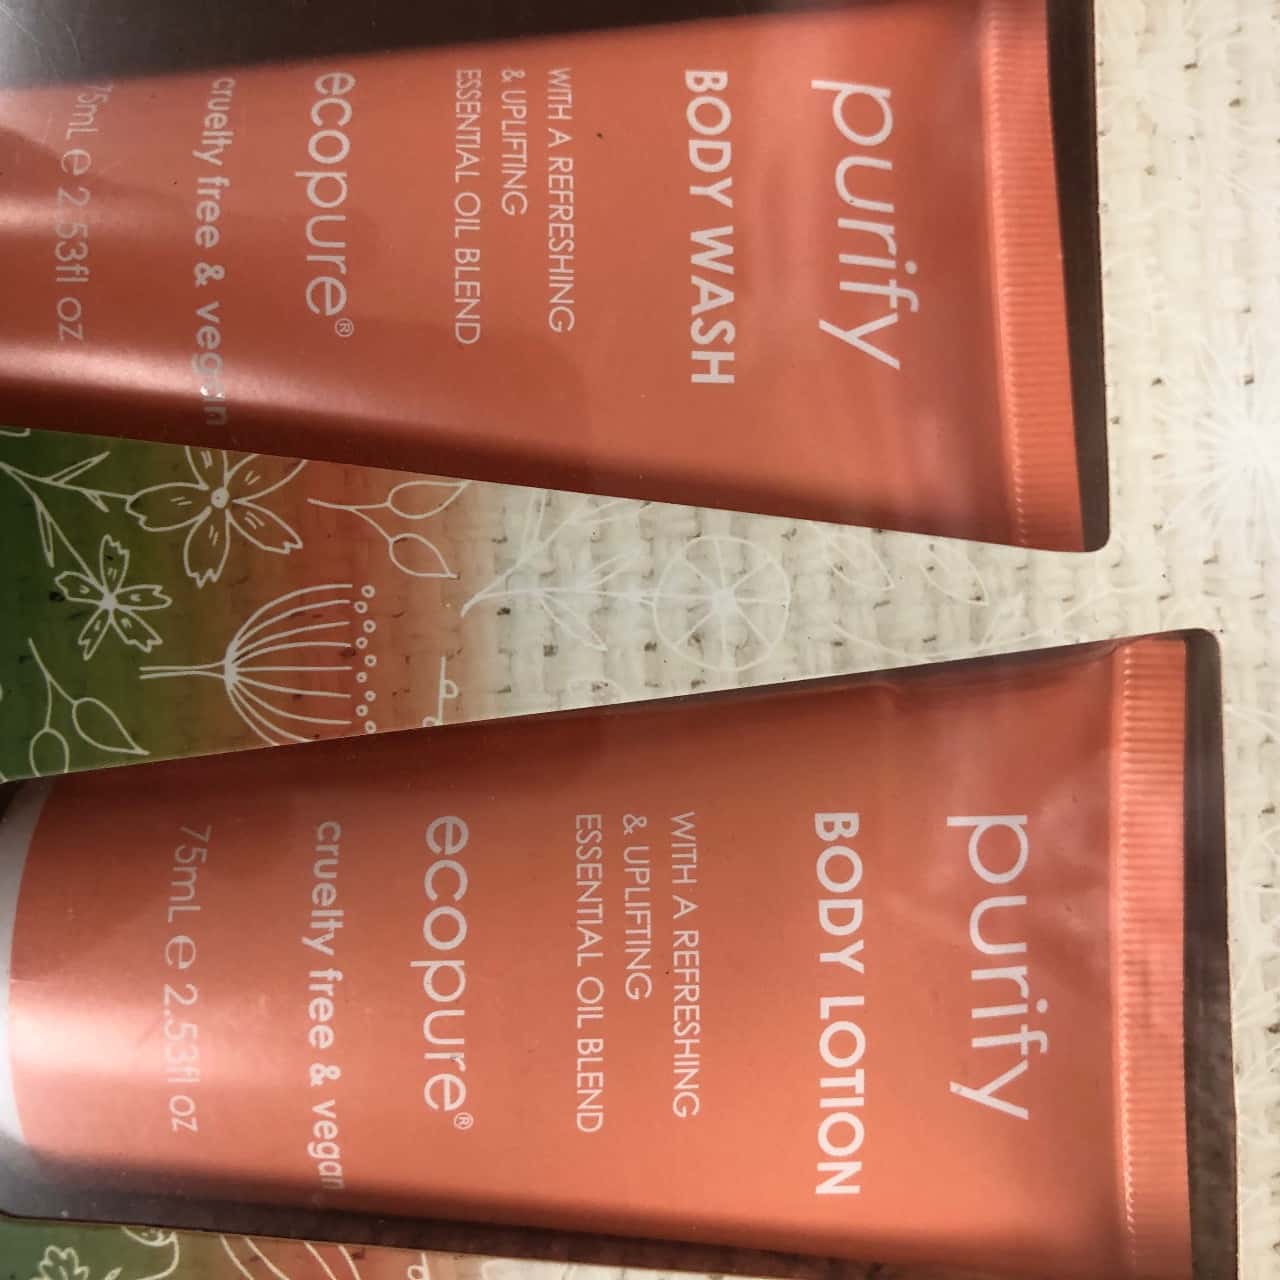 purify
BODY WASH
WITH A REFRESHING
& UPLIFTING
ESSENTIAL OIL BLEND
ecopure®
cruelty free & vegan
75mL e 2.53fl oz
purify
BODY LOTION
WITH A REFRESHING
& UPLIFTING
ESSENTIAL OIL BLEND
ecopure®
cruelty free & vegan
75mL e 2.53fl oz